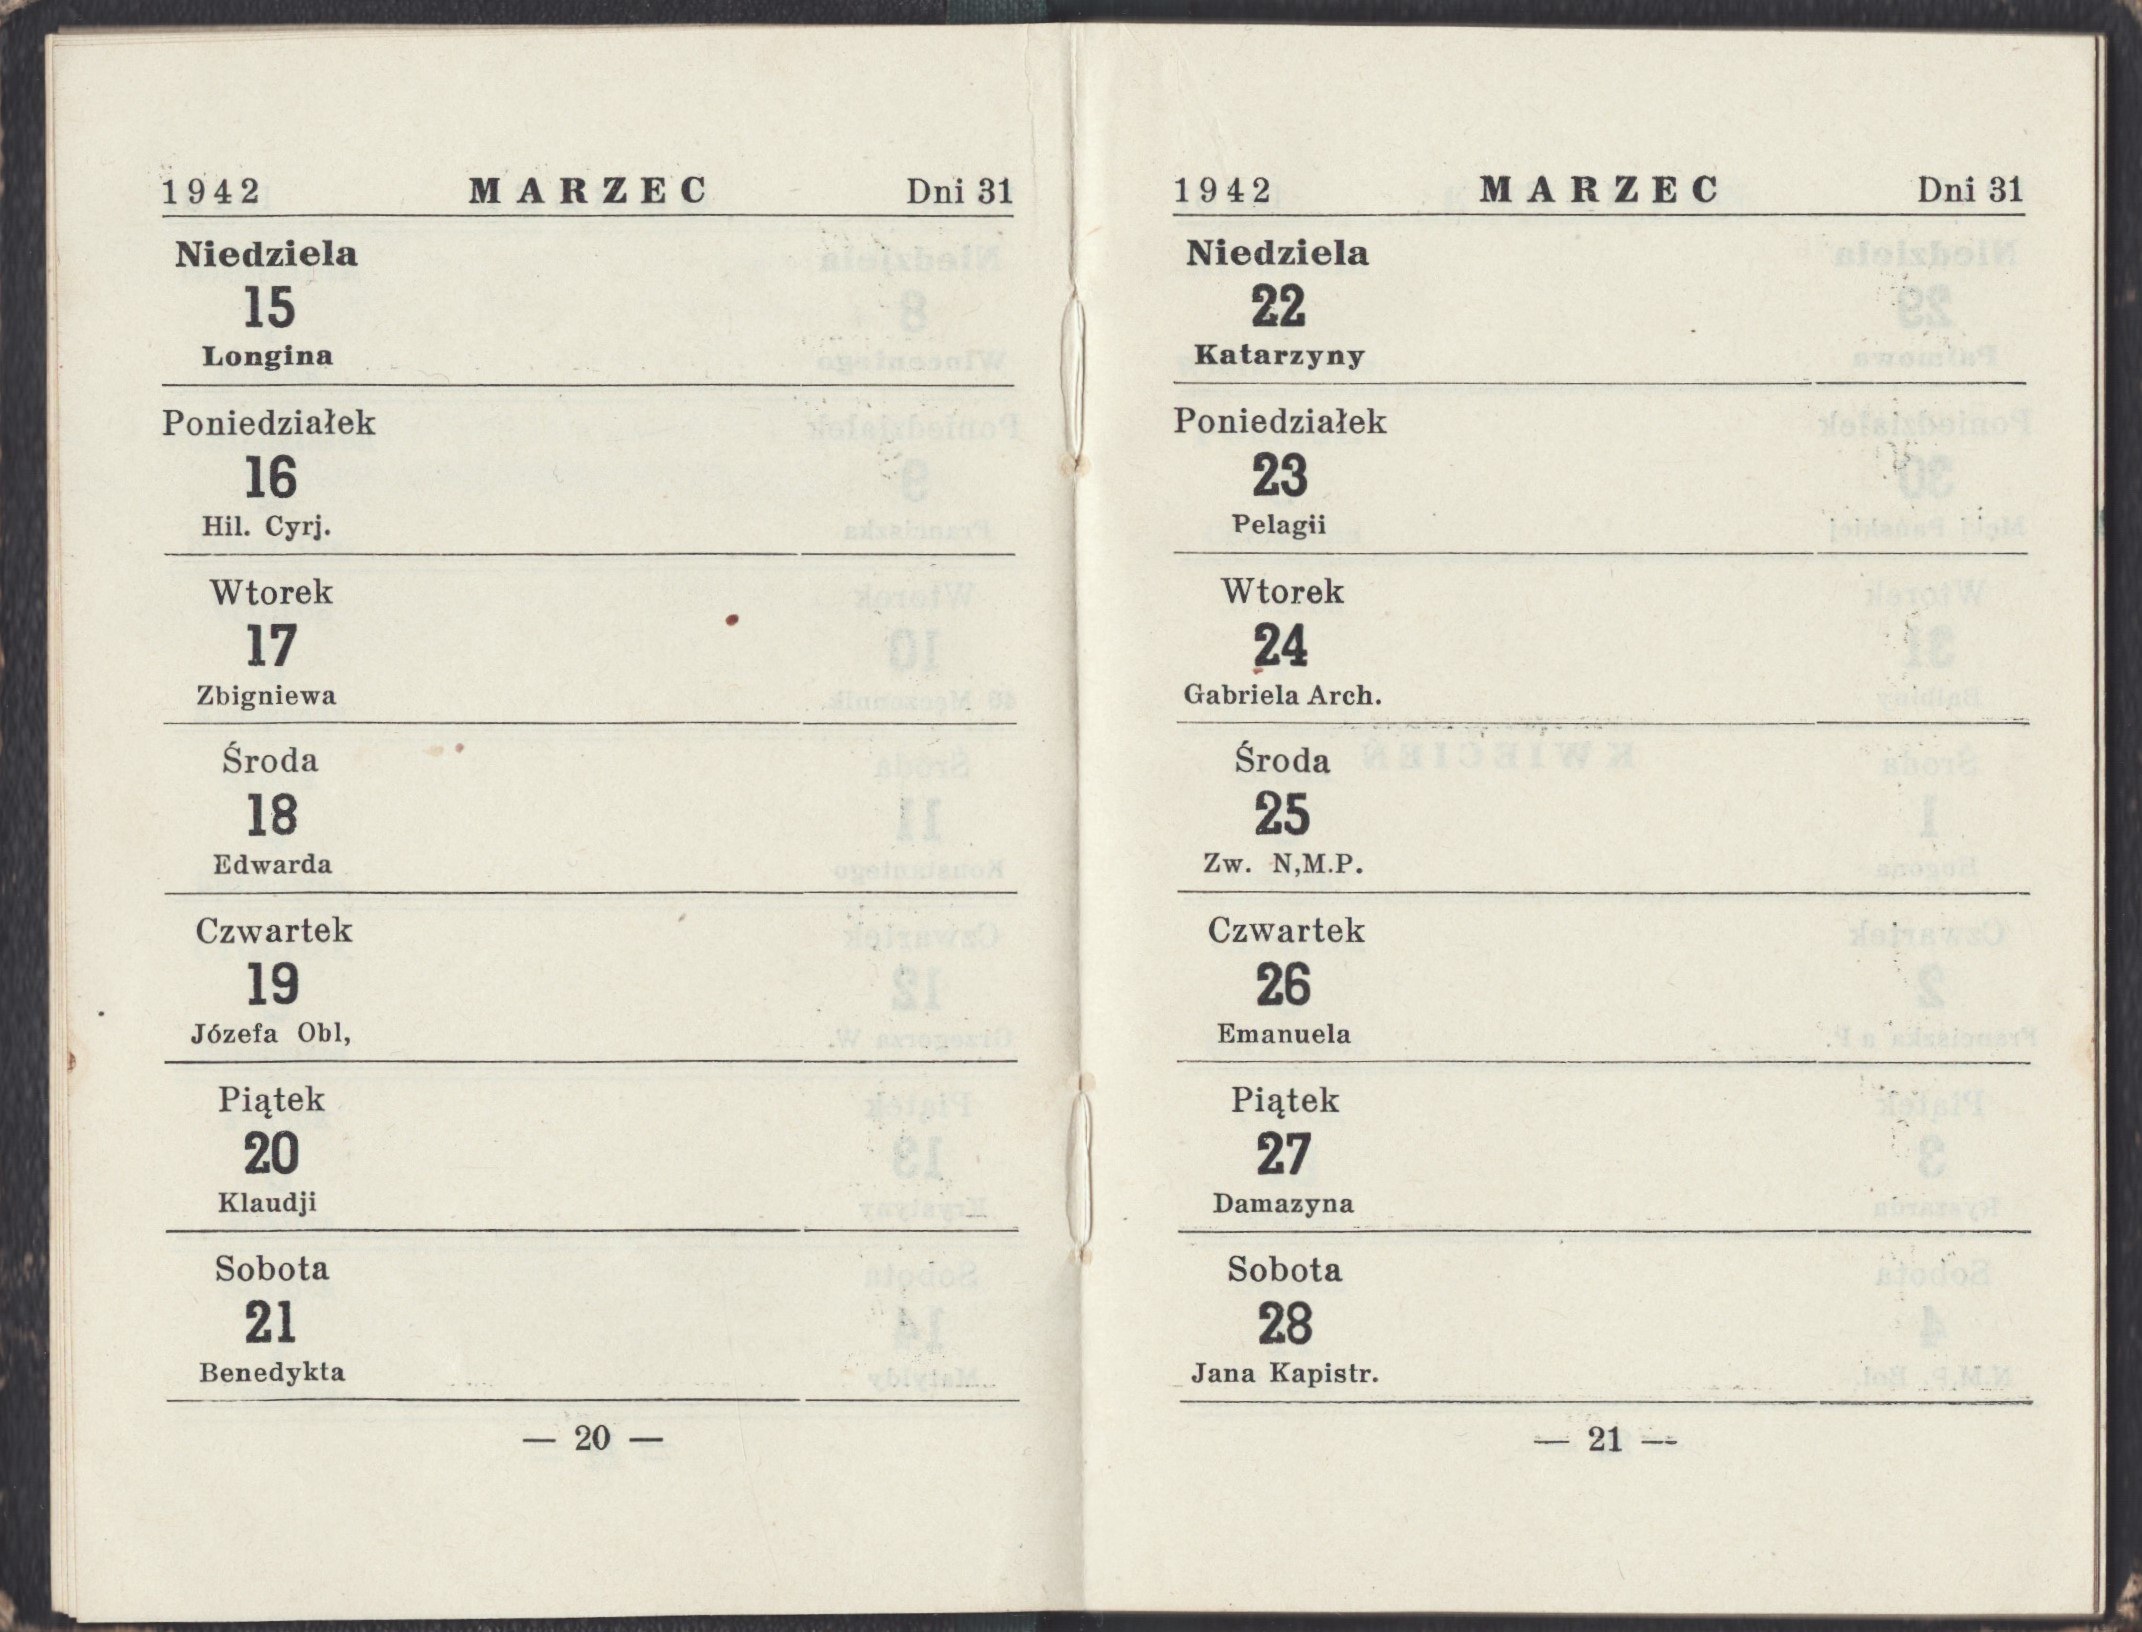 1942 MARZEC Dni 31
Niedziela
15
Longina
Poniedziałek
16
Hil. Cyrj.
Wtorek
17
Zbigniewa
Środa
18
Edwarda
Czwartek
19
Józefa Obl,
Piątek
20
Klaudji
Sobota
21
Benedykta
— 20 —
1942 MARZEC Dni 31
Niedziela
22
Katarzyny
Poniedziałek
23
Pelagii
Wtorek
24
Gabriela Arch.
Środa
25
Zw. N,M.P.
Czwartek
26
Emanuela
Piątek
27
Damazyna
Sobota
28
Jana Kapistr.
— 21 —